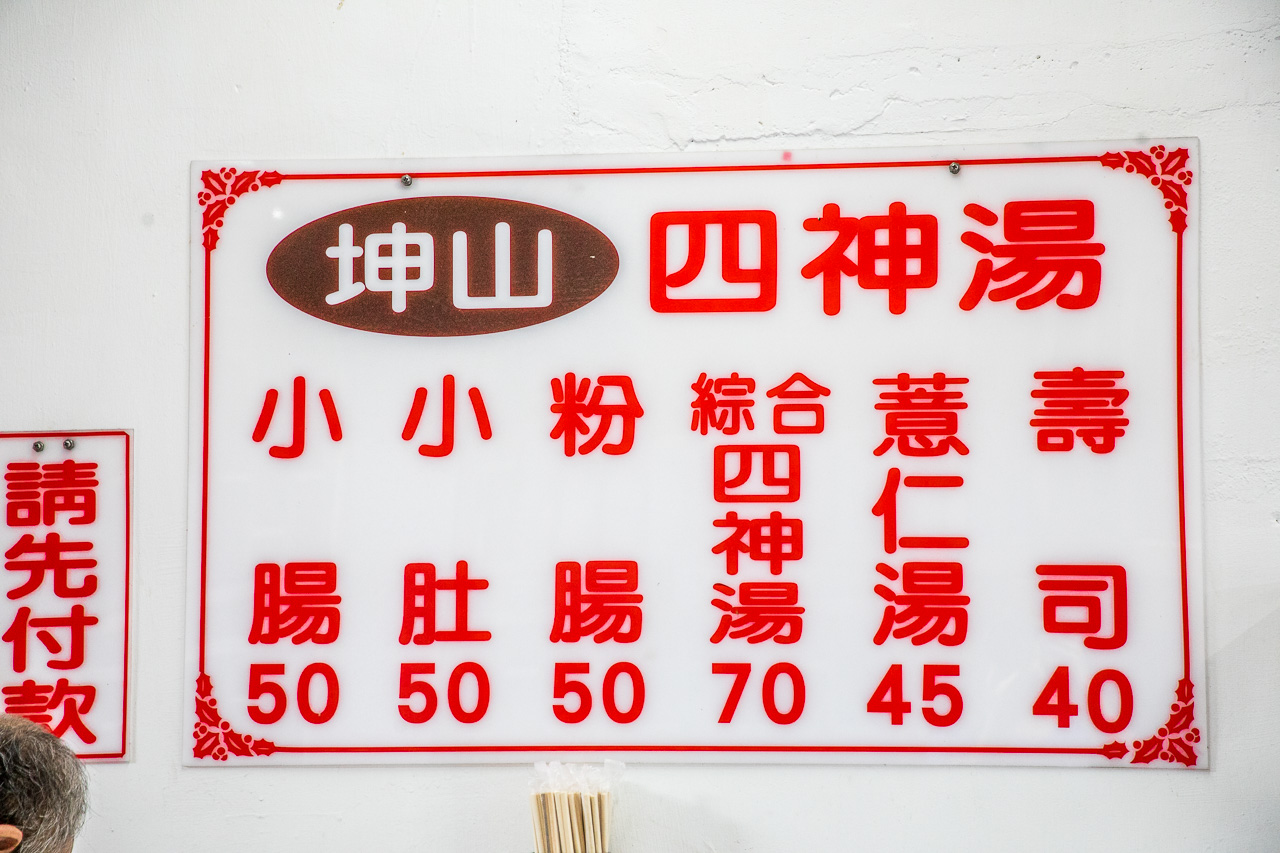 坤山 四神湯
壽司 40
薏仁湯 45
綜合四神湯 70
粉腸 50
小肚 50
小腸 50
請先付款